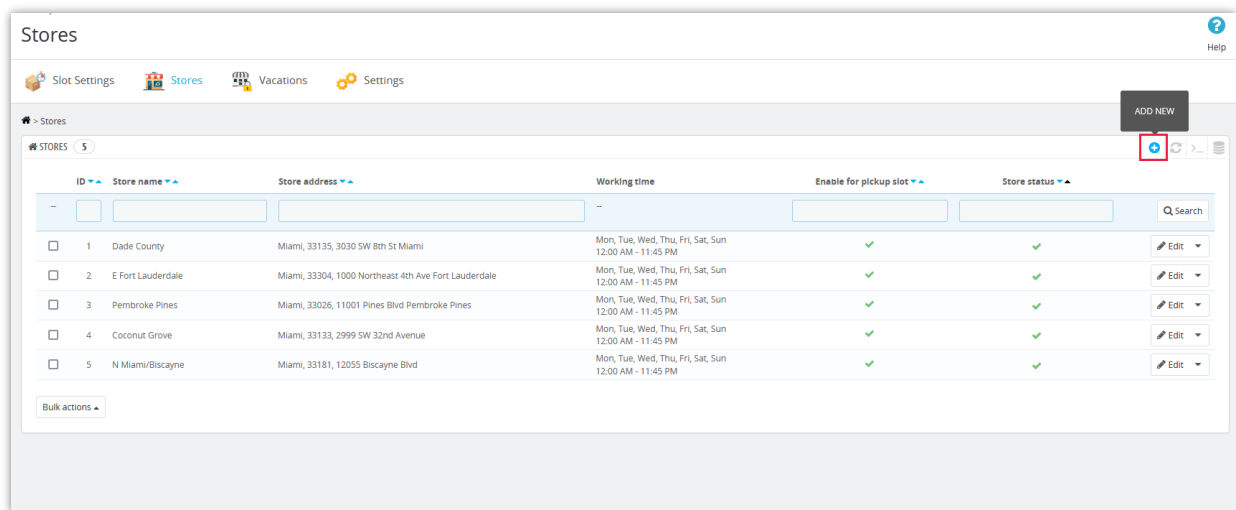 Stores
Help
Slot Settings Stores Vacations Settings
ADD NEW
> Stores
STORES 5
ID Store name Store address Working time Enable for pickup slot Store status
-- -- Search
1 Dade County Miami, 33135, 3030 SW 8th St Miami Mon, Tue, Wed, Thu, Fri, Sat, Sun Edit
12:00 AM - 11:45 PM
2 E Fort Lauderdale Miami, 33304, 1000 Northeast 4th Ave Fort Lauderdale Mon, Tue, Wed, Thu, Fri, Sat, Sun Edit
12:00 AM - 11:45 PM
3 Pembroke Pines Miami, 33026, 11001 Pines Blvd Pembroke Pines Mon, Tue, Wed, Thu, Fri, Sat, Sun Edit
12:00 AM - 11:45 PM
4 Coconut Grove Miami, 33133, 2999 SW 32nd Avenue Mon, Tue, Wed, Thu, Fri, Sat, Sun Edit
12:00 AM - 11:45 PM
5 N Miami/Biscayne Miami, 33181, 12055 Biscayne Blvd Mon, Tue, Wed, Thu, Fri, Sat, Sun Edit
12:00 AM - 11:45 PM
Bulk actions